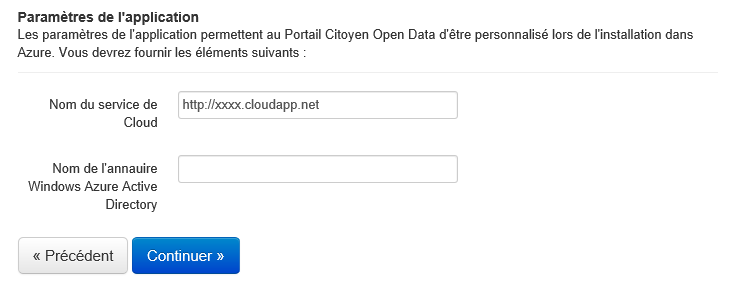 Paramètres de l'application
Les paramètres de l'application permettent au Portail Citoyen Open Data d'être personnalisé lors de l'installation dans
Azure. Vous devrez fournir les éléments suivants :
Nom du service de
Cloud
http://xxxx.cloudapp.net
Nom de l'annauire
Windows Azure Active
Directory
« Précédent
Continuer »